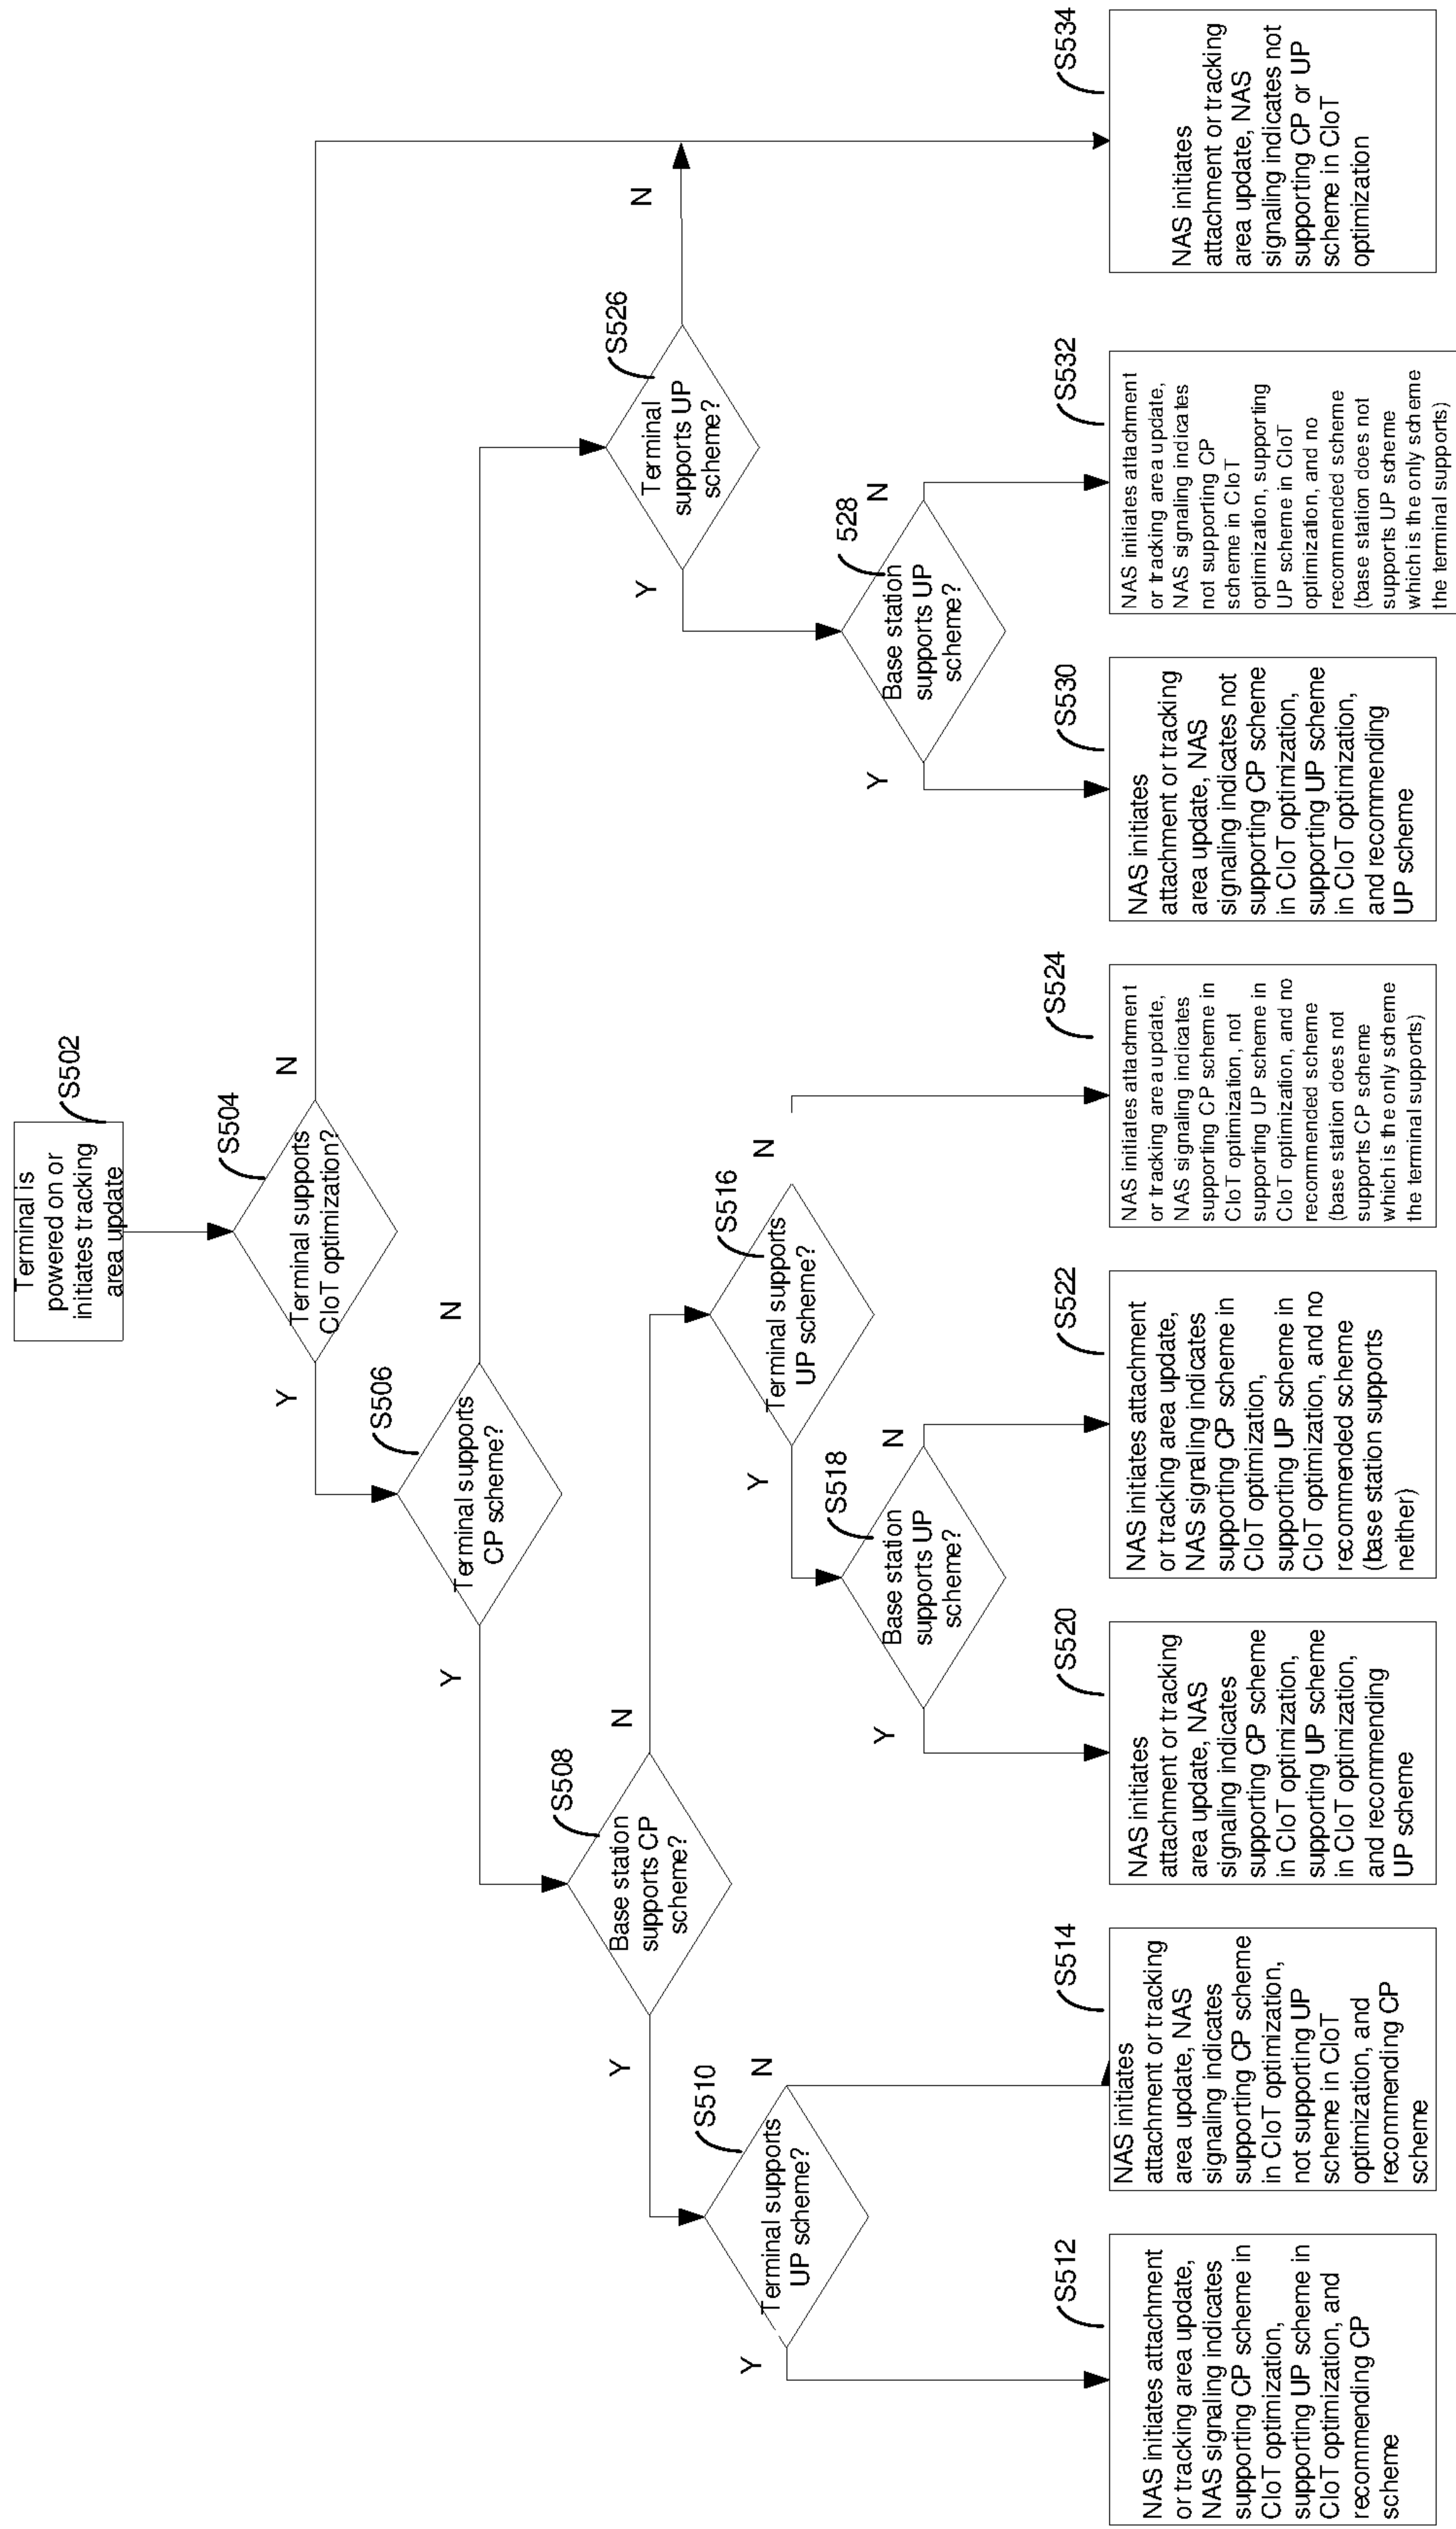 Terminal is
powered on or
initiates tracking
area update
S502
Terminal supports
CIoT optimization?
S504
Y
N
Terminal supports
CP scheme?
S506
Y
N
Base station
supports CP
scheme?
S508
Y
N
Terminal
supports UP
scheme?
S526
Y
N
Terminal supports
UP scheme?
S510
Y
N
Terminal supports
UP scheme?
S516
Y
N
Base station
supports UP
scheme?
S518
Y
N
Base station
supports UP
scheme?
528
Y
N
S512
NAS initiates attachment
or tracking area update,
NAS signaling indicates
supporting CP scheme in
CIoT optimization,
supporting UP scheme in
CIoT optimization, and
recommending CP
scheme
S514
NAS initiates
attachment or tracking
area update, NAS
signaling indicates
supporting CP scheme
in CIoT optimization,
not supporting UP
scheme in CIoT
optimization, and
recommending CP
scheme
S520
NAS initiates
attachment or tracking
area update, NAS
signaling indicates
supporting CP scheme
in CIoT optimization,
supporting UP scheme
in CIoT optimization,
and recommending
UP scheme
S522
NAS initiates attachment
or tracking area update,
NAS signaling indicates
supporting CP scheme in
CIoT optimization,
supporting UP scheme in
CIoT optimization, and no
recommended scheme
(base station supports
neither)
S524
NAS initiates attachment
or tracking area update,
NAS signaling indicates
supporting CP scheme in
CIoT optimization, not
supporting UP scheme in
CIoT optimization, and no
recommended scheme
(base station does not
supports CP scheme
which is the only scheme
the terminal supports)
S530
NAS initiates
attachment or tracking
area update, NAS
signaling indicates not
supporting CP scheme
in CIoT optimization,
supporting UP scheme
in CIoT optimization,
and recommending
UP scheme
S532
NAS initiates attachment
or tracking area update,
NAS signaling indicates
not supporting CP
scheme in CIoT
optimization, supporting
UP scheme in CIoT
optimization, and no
recommended scheme
(base station does not
supports UP scheme
which is the only scheme
the terminal supports)
S534
NAS initiates
attachment or tracking
area update, NAS
signaling indicates not
supporting CP or UP
scheme in CIoT
optimization